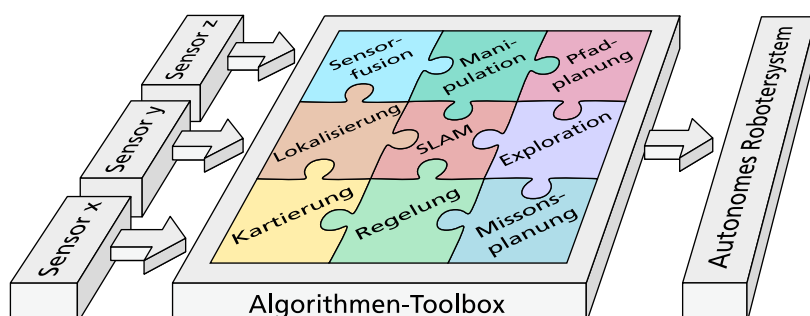 Sensor z
Sensor y
Sensor x
Sensor-
fusion
Mani-
pulation
Pfad-
planung
Lokalisierung
SLAM
Exploration
Kartierung
Regelung
Missons-
planung
Algorithmen-Toolbox
Autonomes Robotersystem